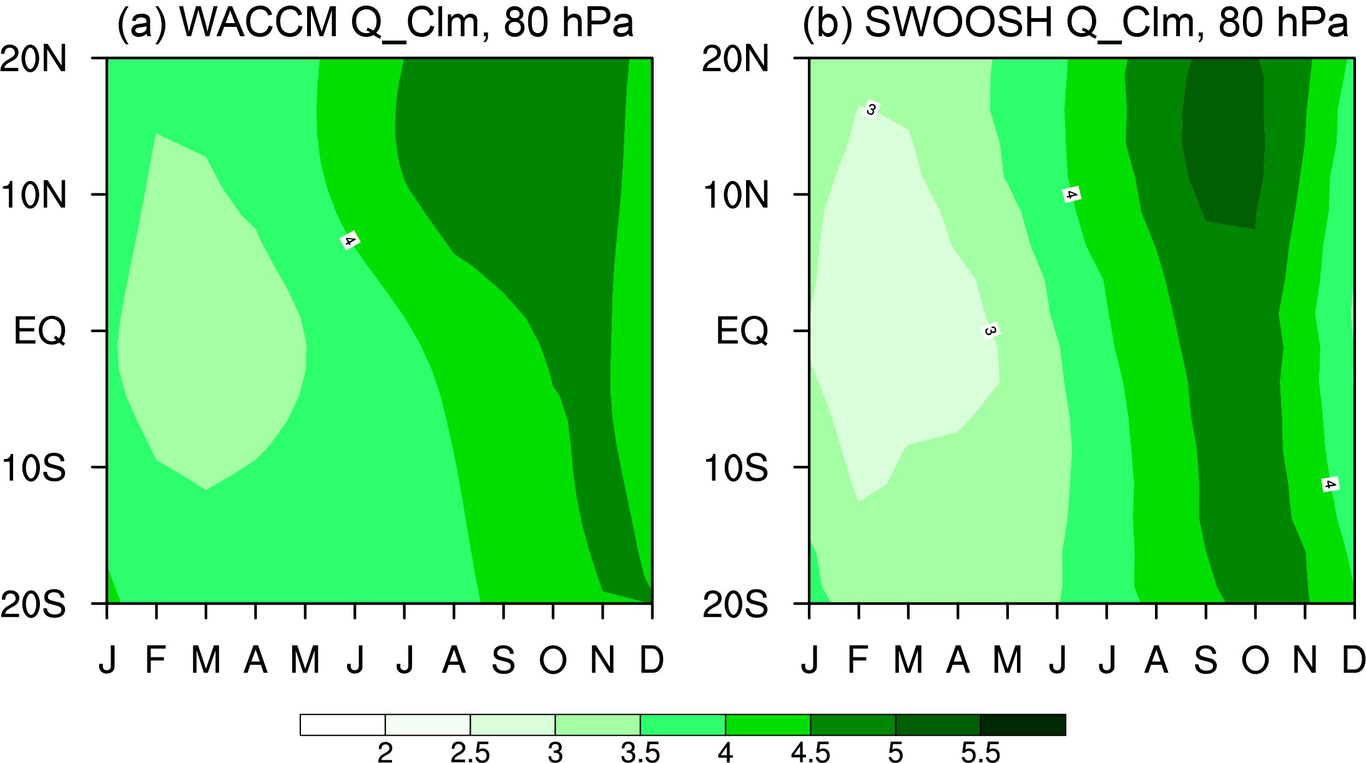 (a) WACCM Q_Clm, 80 hPa
20N
10N
EQ
10S
20S
4
J F M A M J J A S O N D
(b) SWOOSH Q_Clm, 80 hPa
20N
10N
EQ
10S
20S
3
4
3
4
J F M A M J J A S O N D
2 2.5 3 3.5 4 4.5 5 5.5